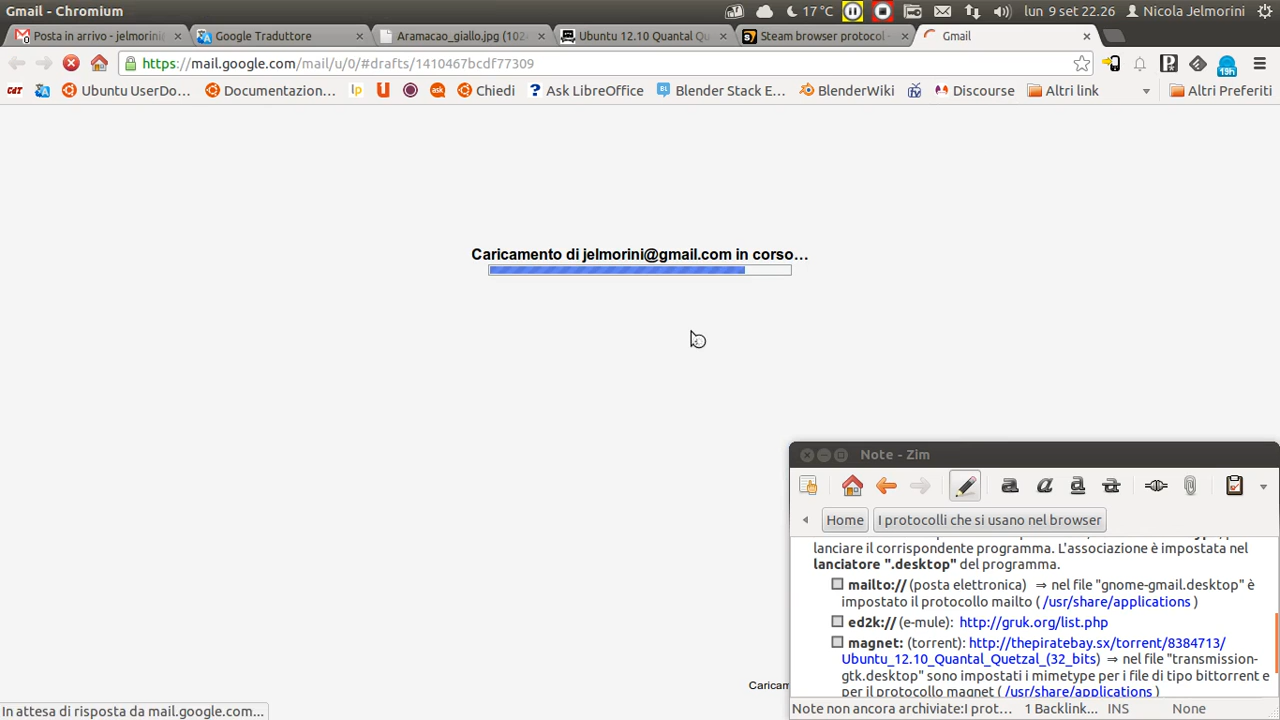 Gmail - Chromium
17 °C
lun 9 set 22.26
Nicola Jelmorini
Posta in arrivo - jelmorini@
Google Traduttore
Aramacao_giallo.jpg (102
Ubuntu 12.10 Quantal Qu
Steam browser protocol -
Gmail
https://mail.google.com/mail/u/0/#drafts/1410467bcdf77309
19h
CAT
Ubuntu UserDo...
Documentazion...
lp
U
ask
Chiedi
? Ask LibreOffice
Blender Stack E...
BlenderWiki
Discourse
Altri link
Altri Preferiti
Caricamento di jelmorini@gmail.com in corso…
Note - Zim
Home
I protocolli che si usano nel browser
lanciare il corrispondente programma. L'associazione è impostata nel
lanciatore ".desktop" del programma.
mailto:// (posta elettronica) ⇒ nel file "gnome-gmail.desktop" è
impostato il protocollo mailto ( /usr/share/applications )
ed2k:// (e-mule): http://gruk.org/list.php
magnet: (torrent): http://thepiratebay.sx/torrent/8384713/
Ubuntu_12.10_Quantal_Quetzal_(32_bits) ⇒ nel file "transmission-
gtk.desktop" sono impostati i mimetype per i file di tipo bittorrent e
per il protocollo magnet ( /usr/share/applications )
Caricam
In attesa di risposta da mail.google.com...
Note non ancora archiviate:I prot...
1 Backlink...
INS
None